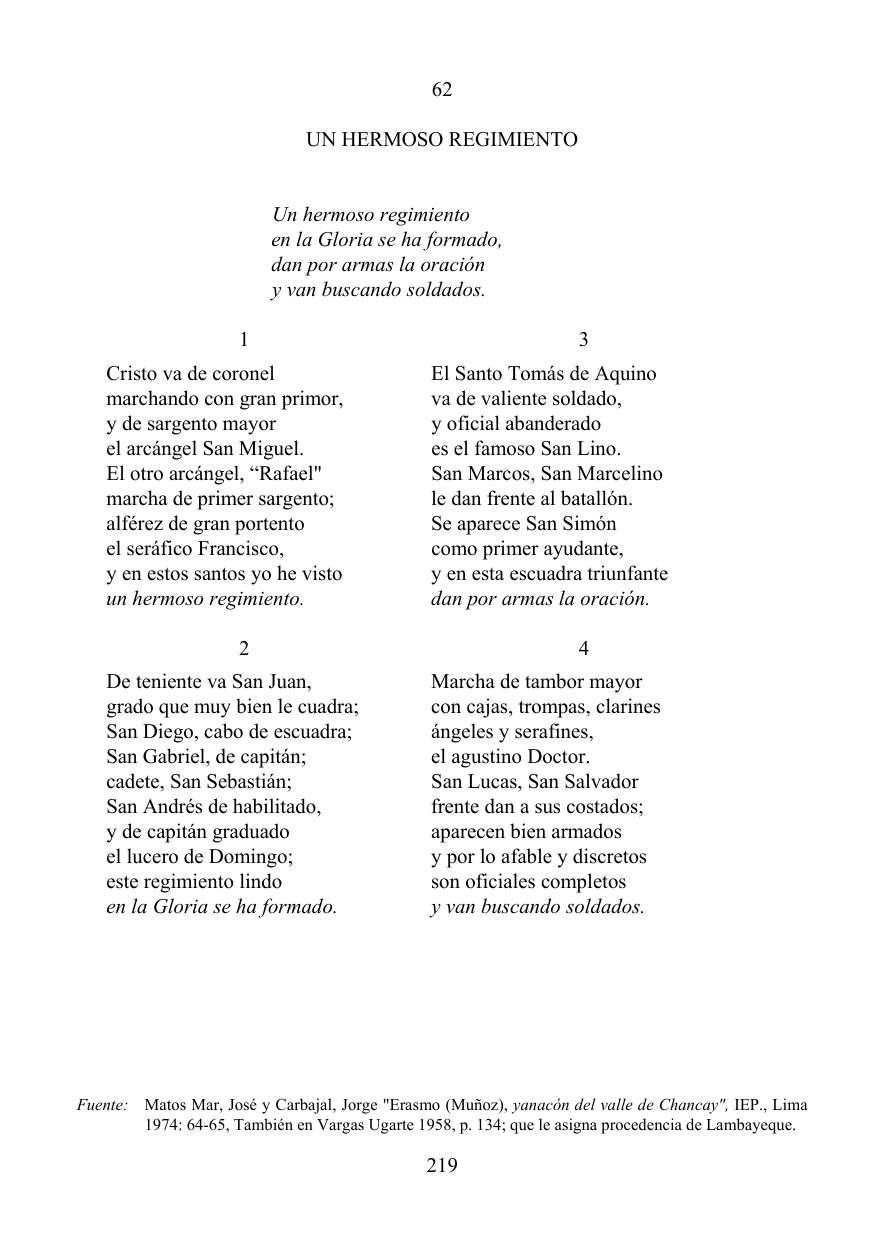 62
UN HERMOSO REGIMIENTO
Un hermoso regimiento
en la Gloria se ha formado,
dan por armas la oración
y van buscando soldados.
1
Cristo va de coronel
marchando con gran primor,
y de sargento mayor
el arcángel San Miguel.
El otro arcángel, “Rafael"
marcha de primer sargento;
alférez de gran portento
el seráfico Francisco,
y en estos santos yo he visto
un hermoso regimiento.
2
De teniente va San Juan,
grado que muy bien le cuadra;
San Diego, cabo de escuadra;
San Gabriel, de capitán;
cadete, San Sebastián;
San Andrés de habilitado,
y de capitán graduado
el lucero de Domingo;
este regimiento lindo
en la Gloria se ha formado.
3
El Santo Tomás de Aquino
va de valiente soldado,
y oficial abanderado
es el famoso San Lino.
San Marcos, San Marcelino
le dan frente al batallón.
Se aparece San Simón
como primer ayudante,
y en esta escuadra triunfante
dan por armas la oración.
4
Marcha de tambor mayor
con cajas, trompas, clarines
ángeles y serafines,
el agustino Doctor.
San Lucas, San Salvador
frente dan a sus costados;
aparecen bien armados
y por lo afable y discretos
son oficiales completos
y van buscando soldados.
Fuente: Matos Mar, José y Carbajal, Jorge "Erasmo (Muñoz), yanacón del valle de Chancay", IEP., Lima
1974: 64-65, También en Vargas Ugarte 1958, p. 134; que le asigna procedencia de Lambayeque.
219